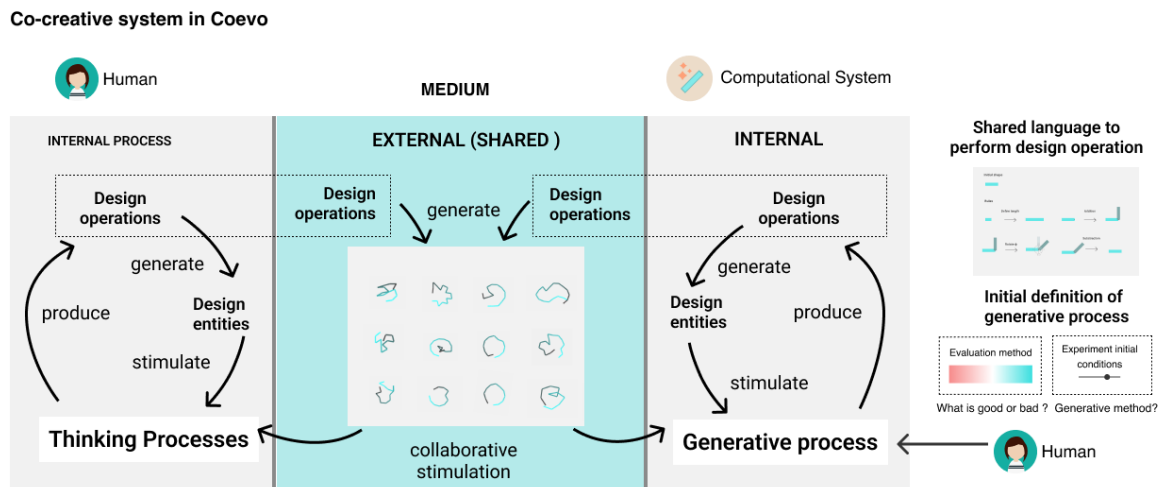 Co-creative system in Coevo
Human
MEDIUM
Computational System
INTERNAL PROCESS
EXTERNAL (SHARED )
INTERNAL
Design
operations
generate
Design
entities
stimulate
produce
Thinking Processes
Design
operations
generate
Design
operations
collaborative
stimulation
Design
operations
generate
Design
entities
stimulate
produce
Generative process
Shared language to
perform design operation
Initial definition of
generative process
Evaluation method
What is good or bad ?
Experiment initial
conditions
Generative method?
Human